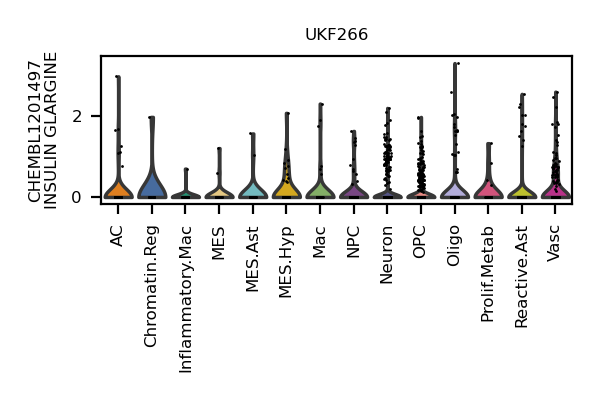 UKF266
CHEMBL1201497
INSULIN GLARGINE
2
0
AC
Chromatin.Reg
Inflammatory.Mac
MES
MES.Ast
MES.Hyp
Mac
NPC
Neuron
OPC
Oligo
Prolif.Metab
Reactive.Ast
Vasc